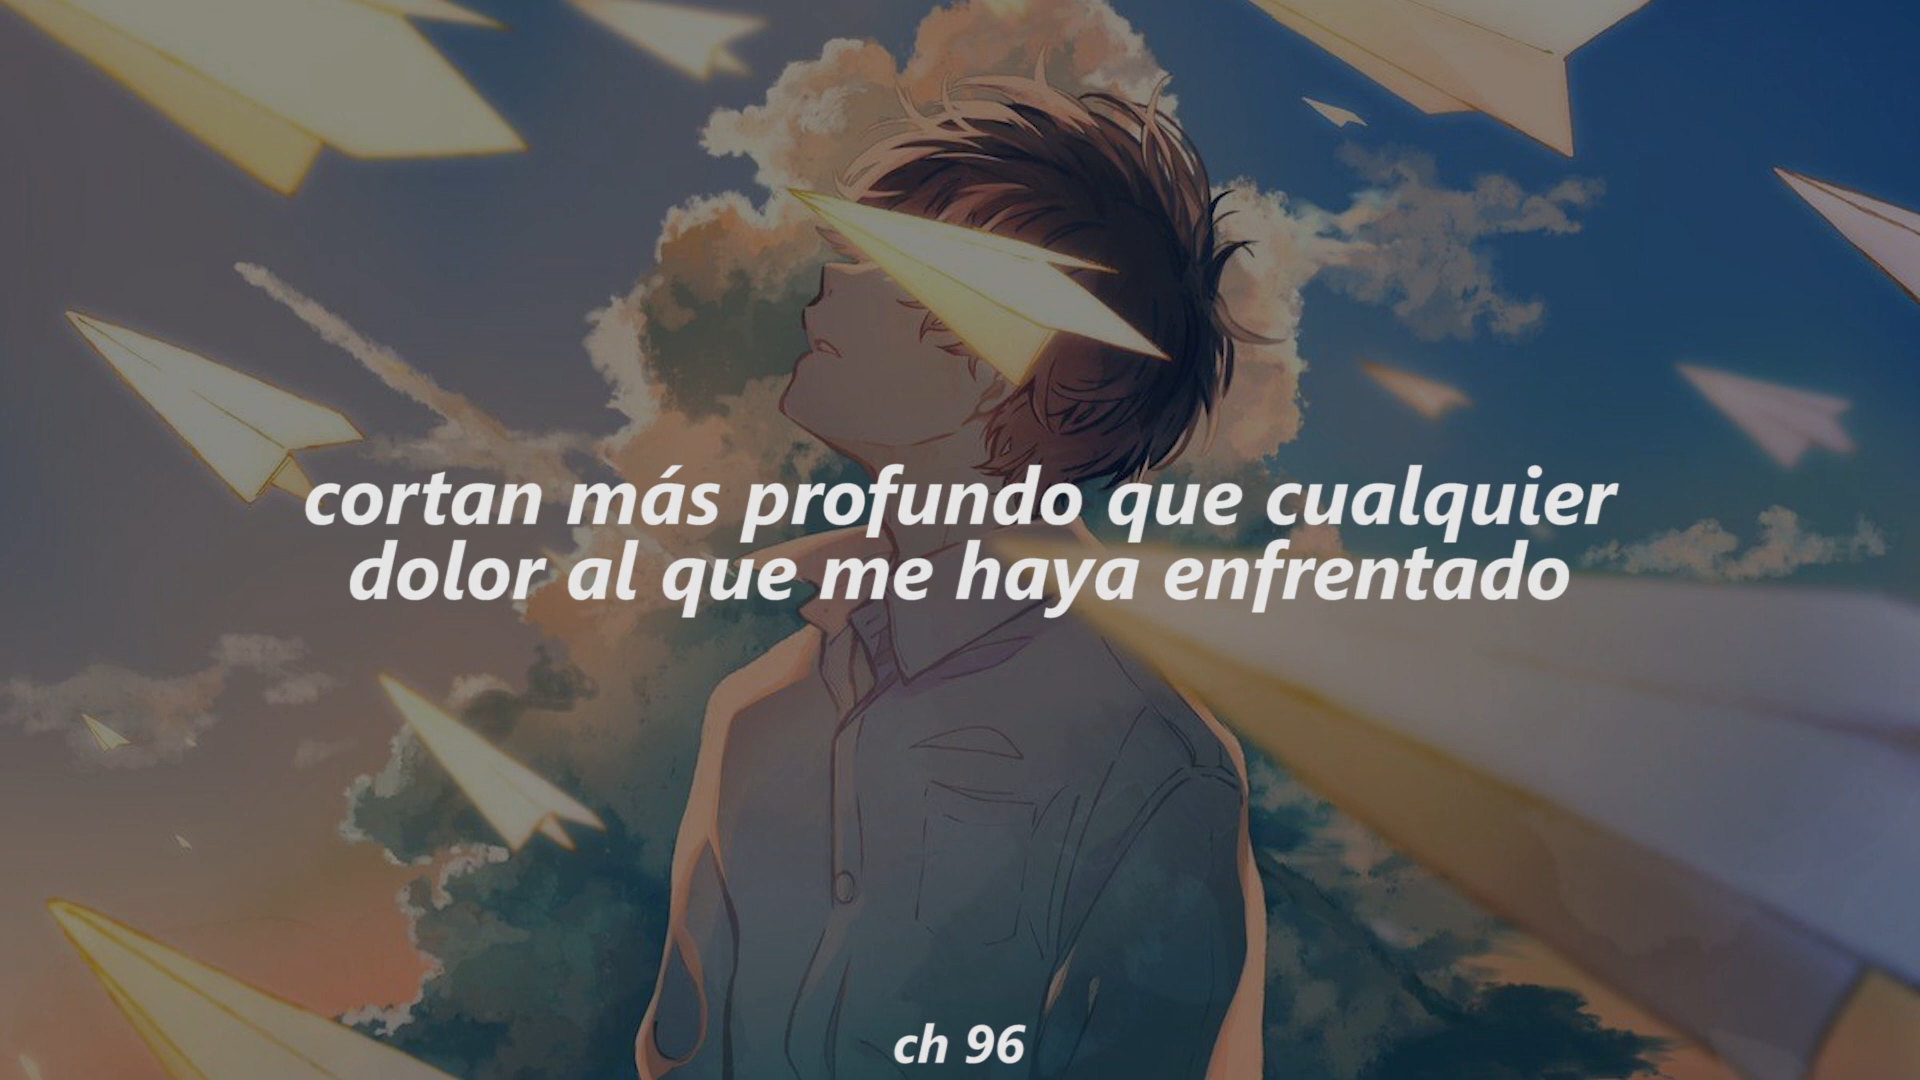 cortan más profundo que cualquier
dolor al que me haya enfrentado
ch 96